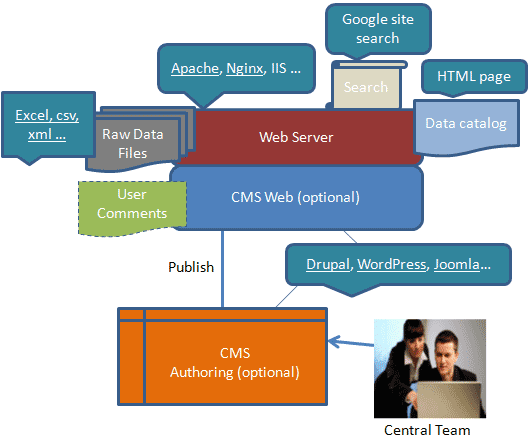 Google site
search
Apache, Nginx, IIS ...
HTML page
Search
Excel, csv,
xml ...
Raw Data
Files
Web Server
Data catalog
User
Comments
CMS Web (optional)
Publish
Drupal, WordPress, Joomla...
CMS
Authoring (optional)
Central Team